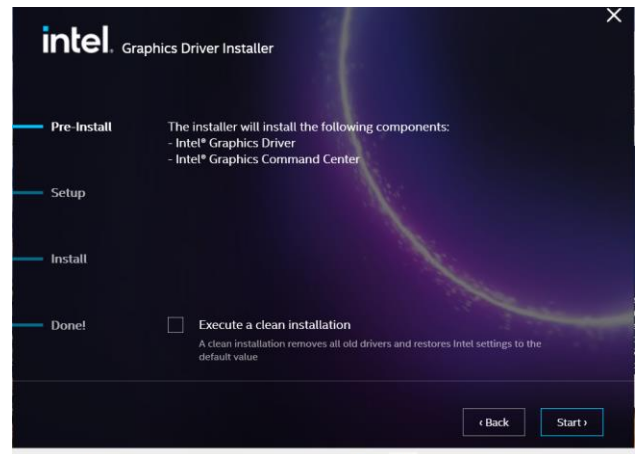 intel. Graphics Driver Installer
Pre-Install
The installer will install the following components:
- Intel® Graphics Driver
- Intel® Graphics Command Center
Setup
Install
Done!
Execute a clean installation
A clean installation removes all old drivers and restores Intel settings to the
default value
‹ Back
Start ›